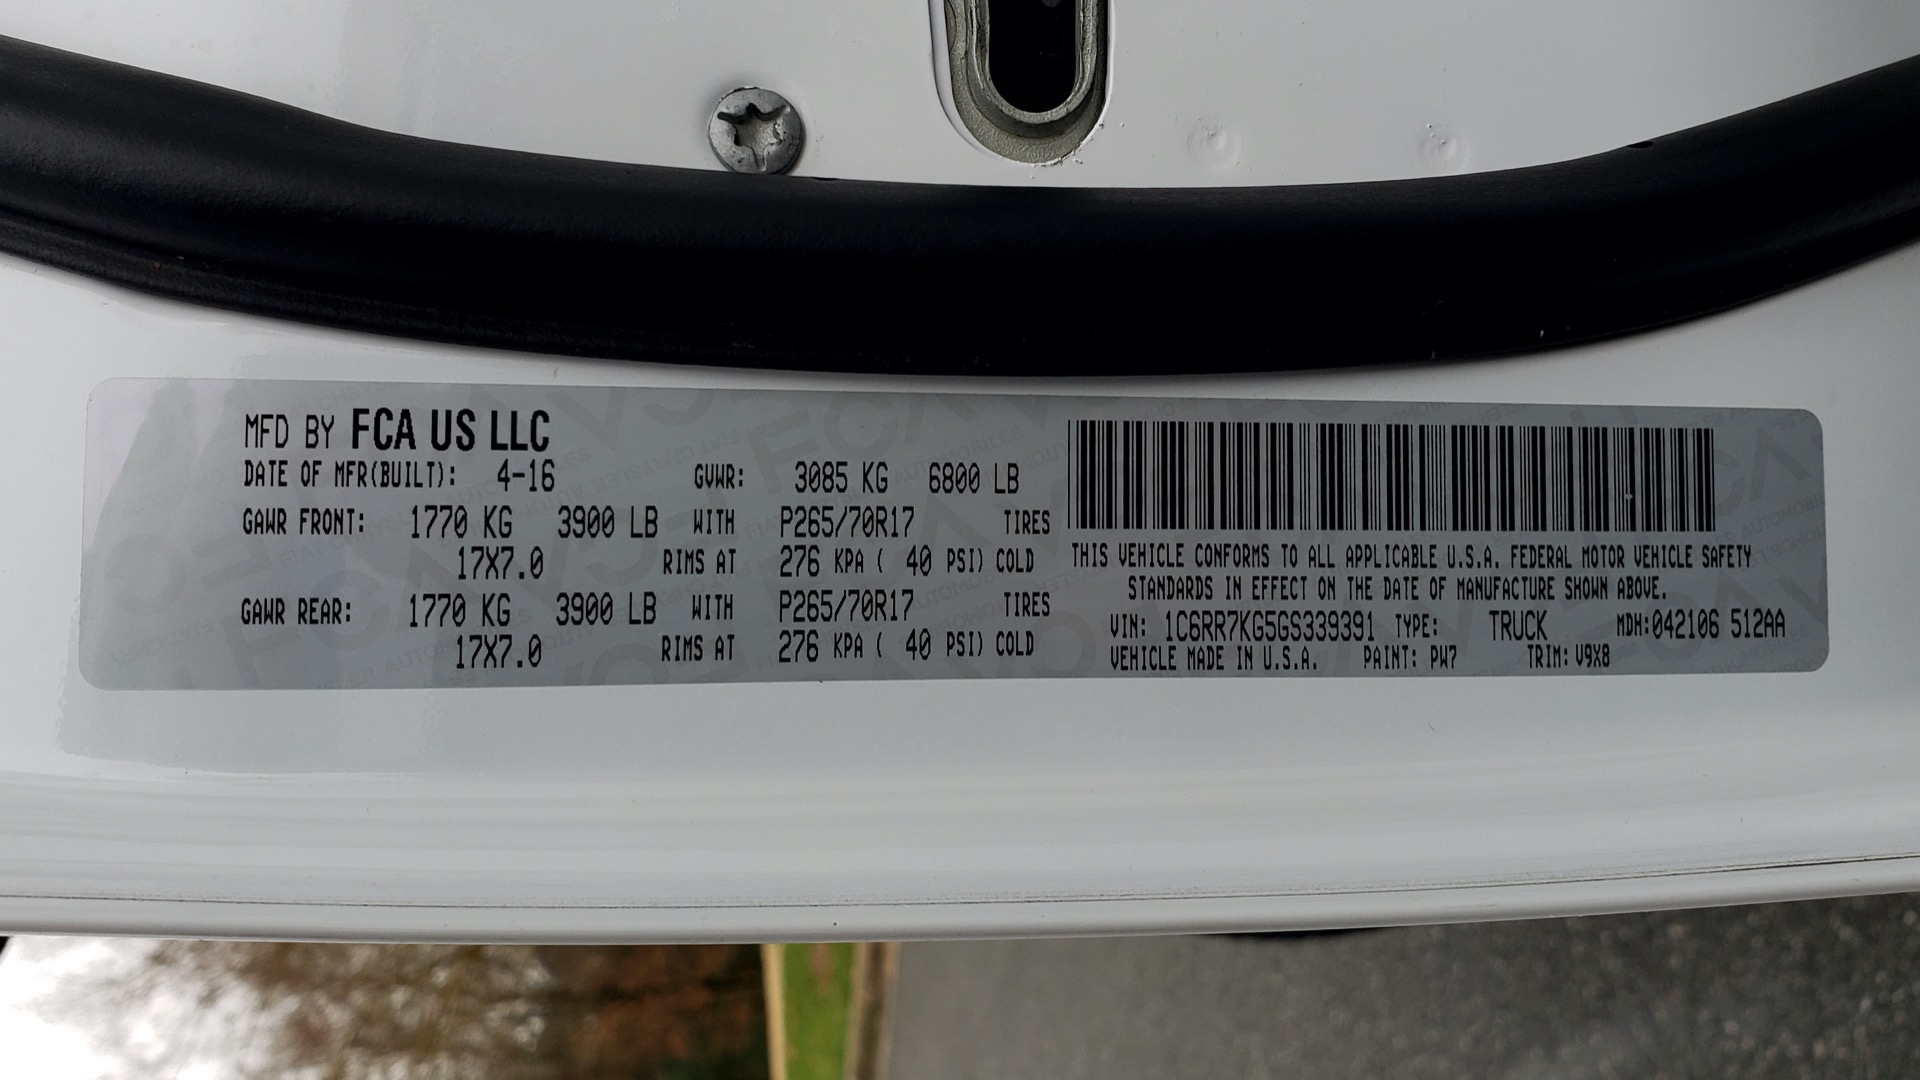 MFD BY FCA US LLC
DATE OF MFR(BUILT): 4-16 GVWR: 3085 KG 6800 LB
GAWR FRONT: 1770 KG 3900 LB WITH P265/70R17 TIRES
17X7.0 RIMS AT 276 KPA ( 40 PSI) COLD
GAWR REAR: 1770 KG 3900 LB WITH P265/70R17 TIRES
17X7.0 RIMS AT 276 KPA ( 40 PSI) COLD
THIS VEHICLE CONFORMS TO ALL APPLICABLE U.S.A. FEDERAL MOTOR VEHICLE SAFETY
STANDARDS IN EFFECT ON THE DATE OF MANUFACTURE SHOWN ABOVE.
VIN: 1C6RR7KG5GS339391 TYPE: TRUCK MDH:042106 512AA
VEHICLE MADE IN U.S.A. PAINT: PW7 TRIM: V9X8